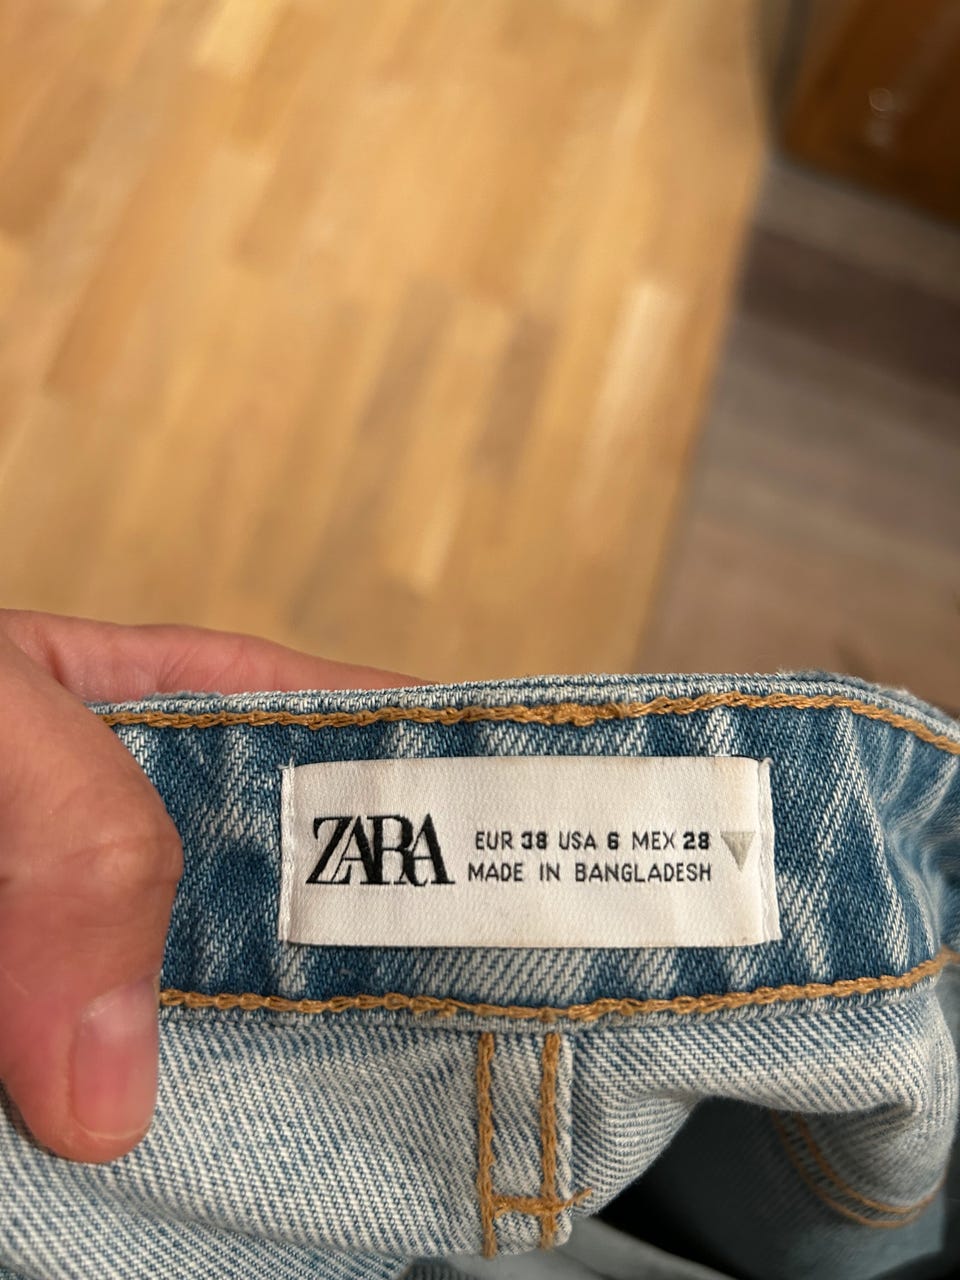 ZARA
EUR 38 USA 6 MEX 28
MADE IN BANGLADESH